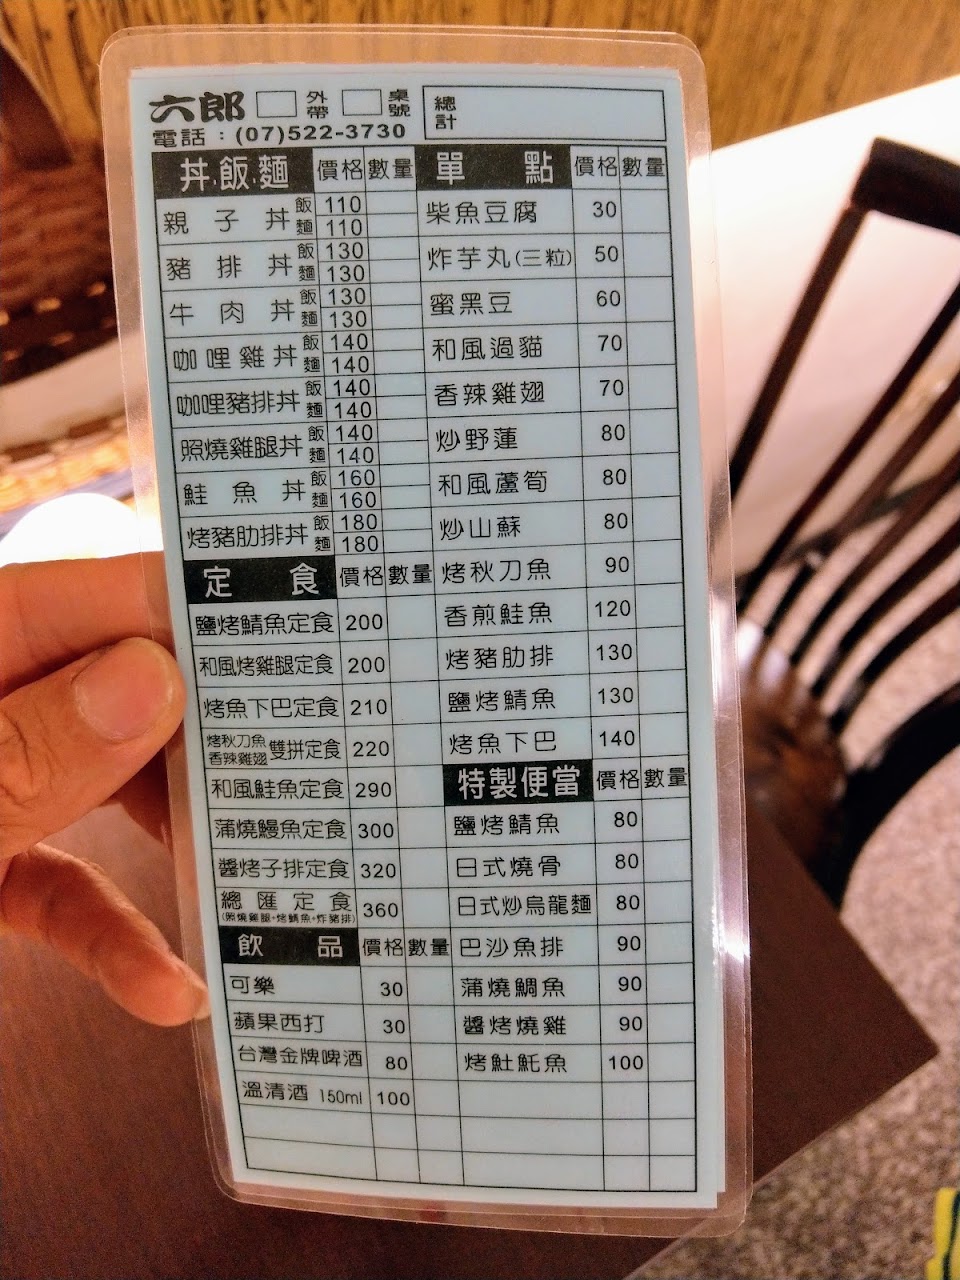 六郎 外帶 桌號 總計
電話：(07)522-3730
丼.飯.麵 價格 數量
親子丼 飯 110
麵 110
豬排丼 飯 130
麵 130
牛肉丼 飯 130
麵 130
咖哩雞丼 飯 140
麵 140
咖哩豬排丼 飯 140
麵 140
照燒雞腿丼 飯 140
麵 140
鮭魚丼 飯 160
麵 160
烤豬肋排丼 飯 180
麵 180
定食 價格 數量
鹽烤鯖魚定食 200
和風烤雞腿定食 200
烤魚下巴定食 210
烤秋刀魚
香辣雞翅 雙拼定食 220
和風鮭魚定食 290
蒲燒鰻魚定食 300
醬烤子排定食 320
總匯定食 360
(照燒雞腿+烤鯖魚+炸豬排)
飲品 價格 數量
可樂 30
蘋果西打 30
台灣金牌啤酒 80
溫清酒 150ml 100
單點 價格 數量
柴魚豆腐 30
炸芋丸(三粒) 50
蜜黑豆 60
和風過貓 70
香辣雞翅 70
炒野蓮 80
和風蘆筍 80
炒山蘇 80
烤秋刀魚 90
香煎鮭魚 120
烤豬肋排 130
鹽烤鯖魚 130
烤魚下巴 140
特製便當 價格 數量
鹽烤鯖魚 80
日式燒骨 80
日式炒烏龍麵 80
巴沙魚排 90
蒲燒鯛魚 90
醬烤燒雞 90
烤魠魠魚 100